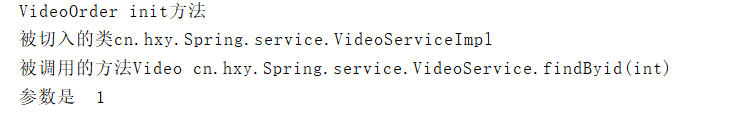 VideoOrder init方法
被切入的类cn.hxy.Spring.service.VideoServiceImpl
被调用的方法Video cn.hxy.Spring.service.VideoService.findByid(int)
参数是  1